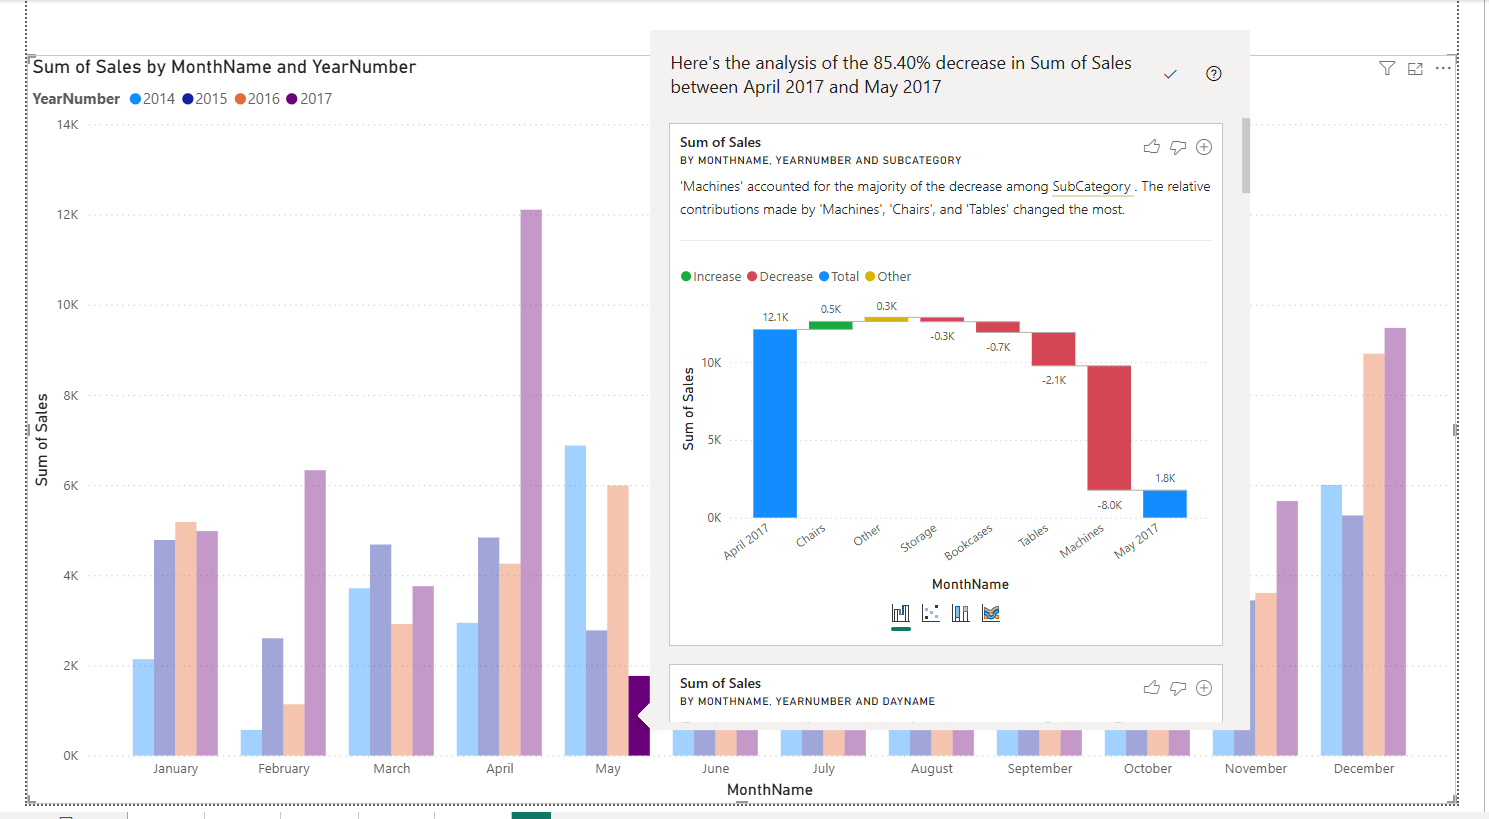 Sum of Sales by MonthName and YearNumber
YearNumber 2014 2015 2016 2017
14K
12K
10K
8K
6K
4K
2K
0K
Sum of Sales
January February March April May June July August September October November December
MonthName
Here's the analysis of the 85.40% decrease in Sum of Sales
between April 2017 and May 2017
Sum of Sales
BY MONTHNAME, YEARNUMBER AND SUBCATEGORY
'Machines' accounted for the majority of the decrease among SubCategory . The relative
contributions made by 'Machines', 'Chairs', and 'Tables' changed the most.
Increase Decrease Total Other
12.1K 0.5K 0.3K -0.3K -0.7K -2.1K -8.0K 1.8K
10K
5K
0K
Sum of Sales
April 2017 Chairs Other Storage Bookcases Tables Machines May 2017
MonthName
Sum of Sales
BY MONTHNAME, YEARNUMBER AND DAYNAME